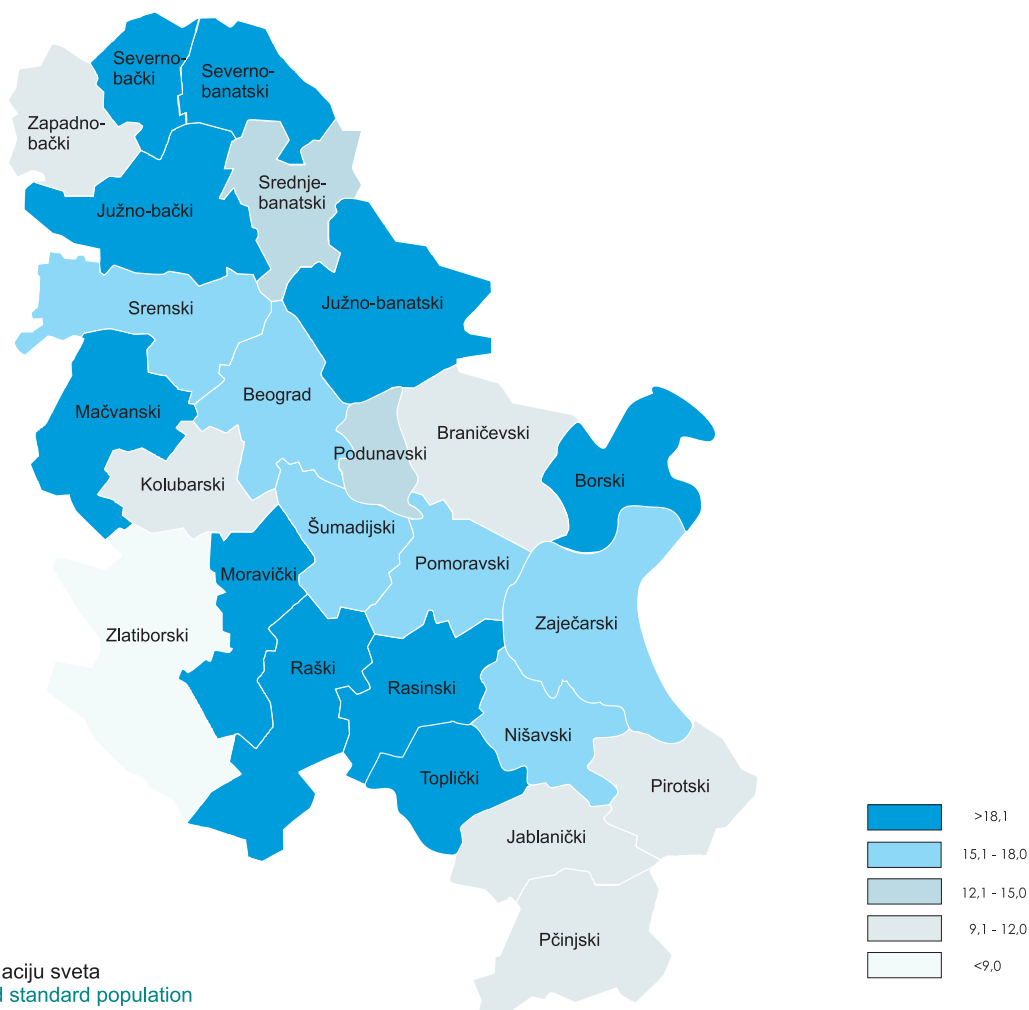 Severno-
bački
Severno-
banatski
Zapadno-
bački
Srednje-
banatski
Južno-bački
Južno-banatski
Sremski
Beograd
Mačvanski
Braničevski
Podunavski
Kolubarski
Borski
Šumadijski
Pomoravski
Moravički
Zaječarski
Zlatiborski
Raški
Rasinski
Nišavski
Toplički
Pirotski
Jablanički
Pčinjski
>18,1
15,1 - 18,0
12,1 - 15,0
9,1 - 12,0
<9,0
aciju sveta
d standard population